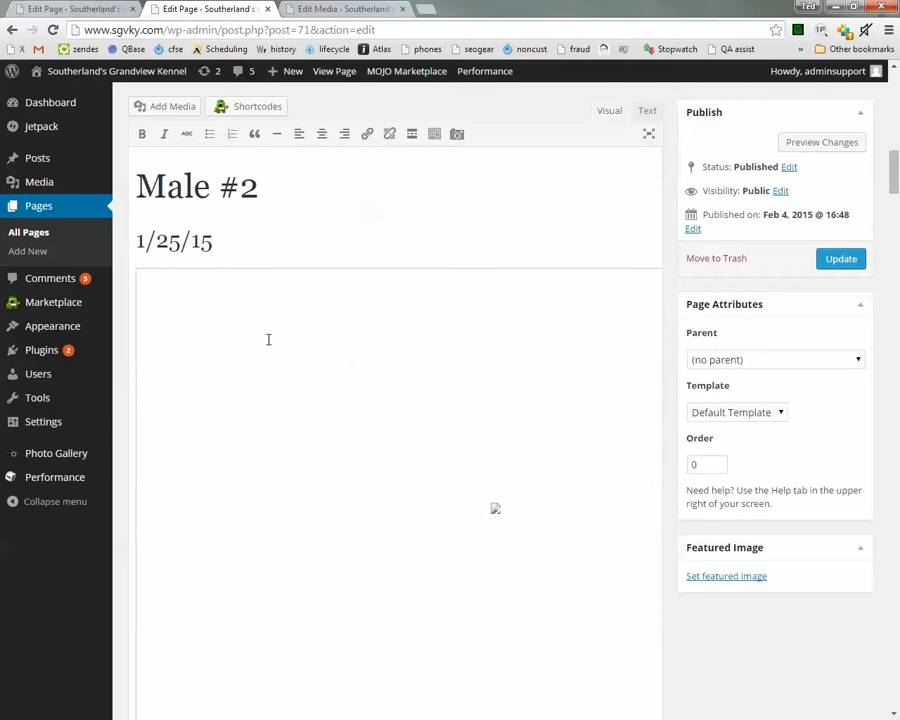 Edit Page ‹ Southerland's
Edit Page ‹ Southerland's
Edit Media ‹ Southerland's
Ted
www.sgvky.com/wp-admin/post.php?post=71&action=edit
X
zendes
QBase
cfse
Scheduling
history
lifecycle
Atlas
phones
seogear
noncust
fraud
Stopwatch
QA assist
»
Other bookmarks
Southerland's Grandview Kennel
2
5
+ New
View Page
MOJO Marketplace
Performance
Howdy, adminsupport
Dashboard
Jetpack
Posts
Media
Pages
All Pages
Add New
Comments 5
Marketplace
Appearance
Plugins 2
Users
Tools
Settings
Photo Gallery
Performance
Collapse menu
Add Media
Shortcodes
Visual
Text
B I ABC
Male #2
1/25/15
Publish
Preview Changes
Status: Published Edit
Visibility: Public Edit
Published on: Feb 4, 2015 @ 16:48
Edit
Move to Trash
Update
Page Attributes
Parent
(no parent)
Template
Default Template
Order
0
Need help? Use the Help tab in the upper
right of your screen.
Featured Image
Set featured image